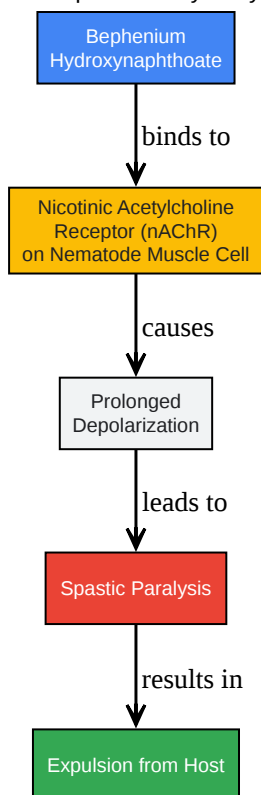 Bephenium
Hydroxynaphthoate
binds to
Nicotinic Acetylcholine
Receptor (nAChR)
on Nematode Muscle Cell
causes
Prolonged
Depolarization
leads to
Spastic Paralysis
results in
Expulsion from Host